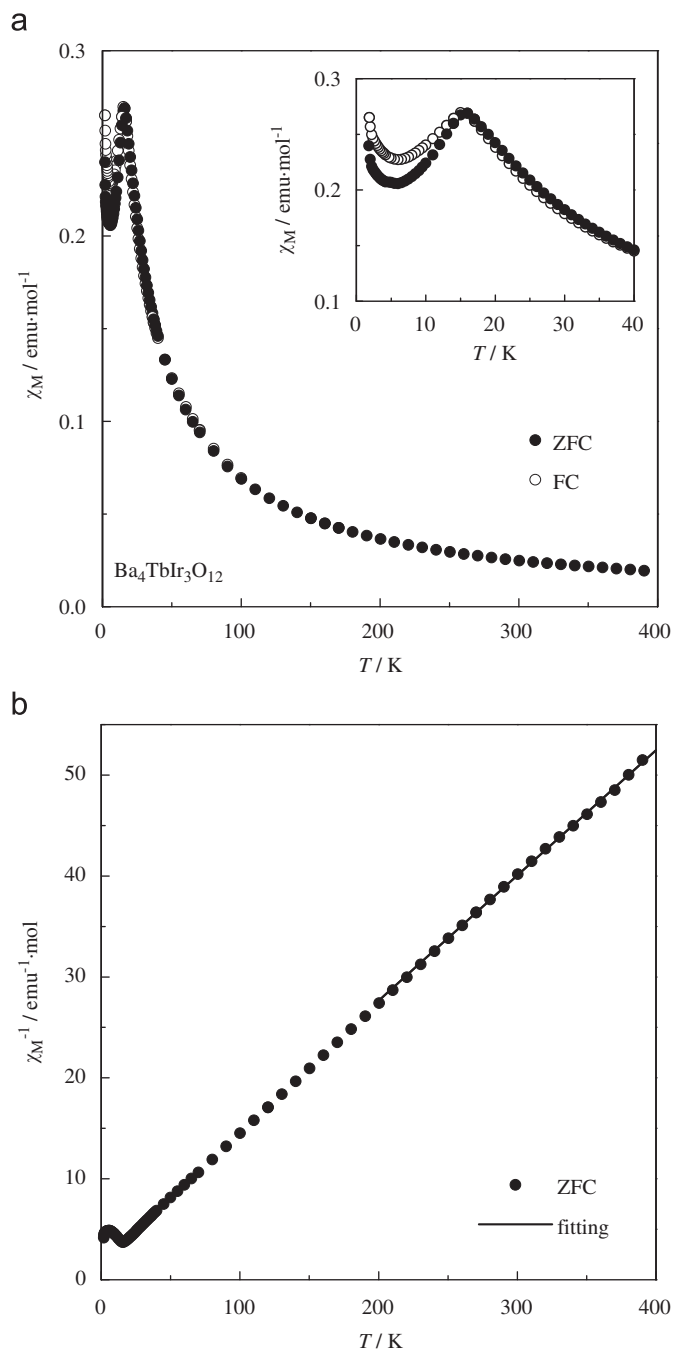 a
0.3
0.2
0.1
0.0
χM / emu·mol-1
0.3
0.2
0.1
χM / emu·mol-1
0 10 20 30 40
T / K
ZFC
FC
Ba4TbIr3O12
0 100 200 300 400
T / K
b
50
40
30
20
10
0
χM-1 / emu-1·mol
ZFC
fitting
0 100 200 300 400
T / K